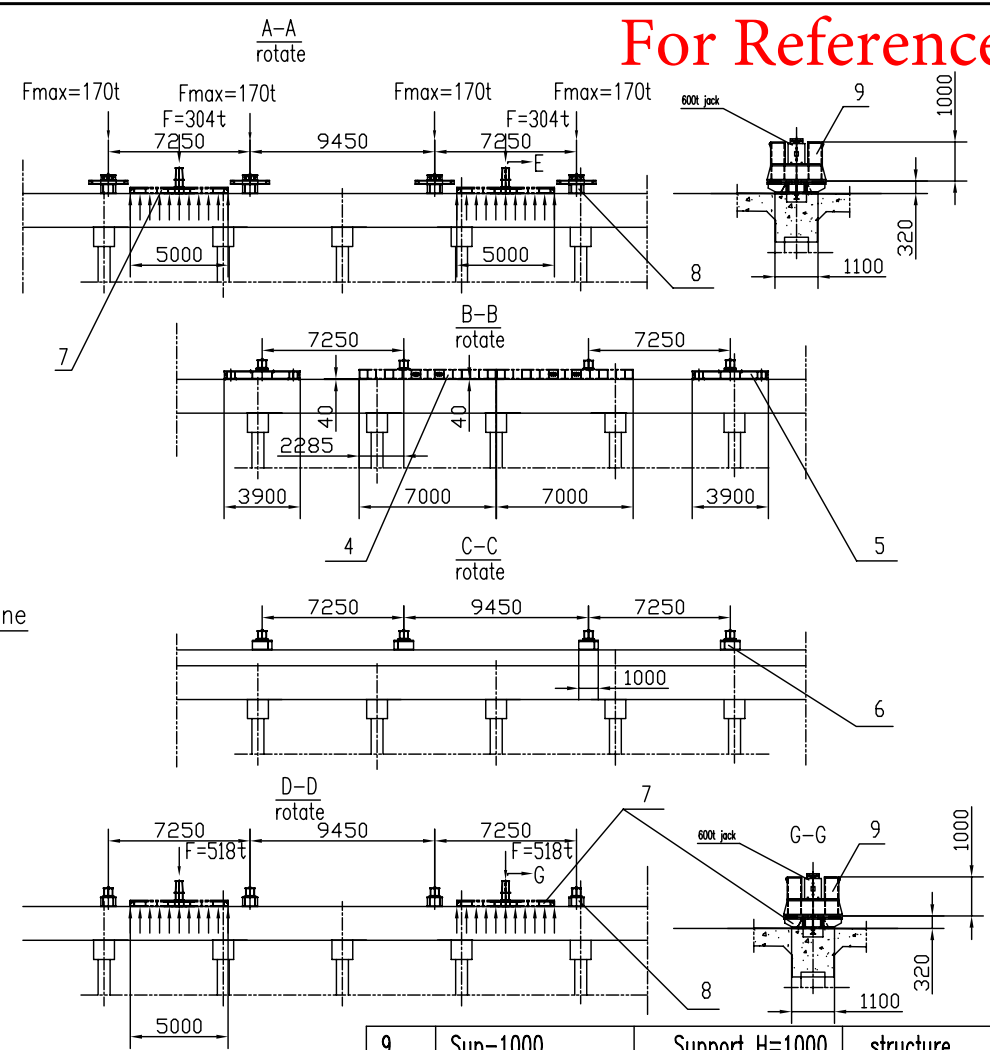 For Reference
A-A
rotate
Fmax=170t
Fmax=170t
Fmax=170t
Fmax=170t
F=304t
F=304t
7250
9450
7250
E
5000
5000
7
8
600t jack
9
1000
320
1100
B-B
rotate
7250
7250
40
40
2285
3900
7000
7000
3900
4
5
C-C
rotate
ne
7250
9450
7250
1000
6
D-D
rotate
7250
9450
7250
F=518t
F=518t
G
5000
7
8
600t jack
G-G
9
1000
320
1100
9
Sup-1000
Support H=1000
structure